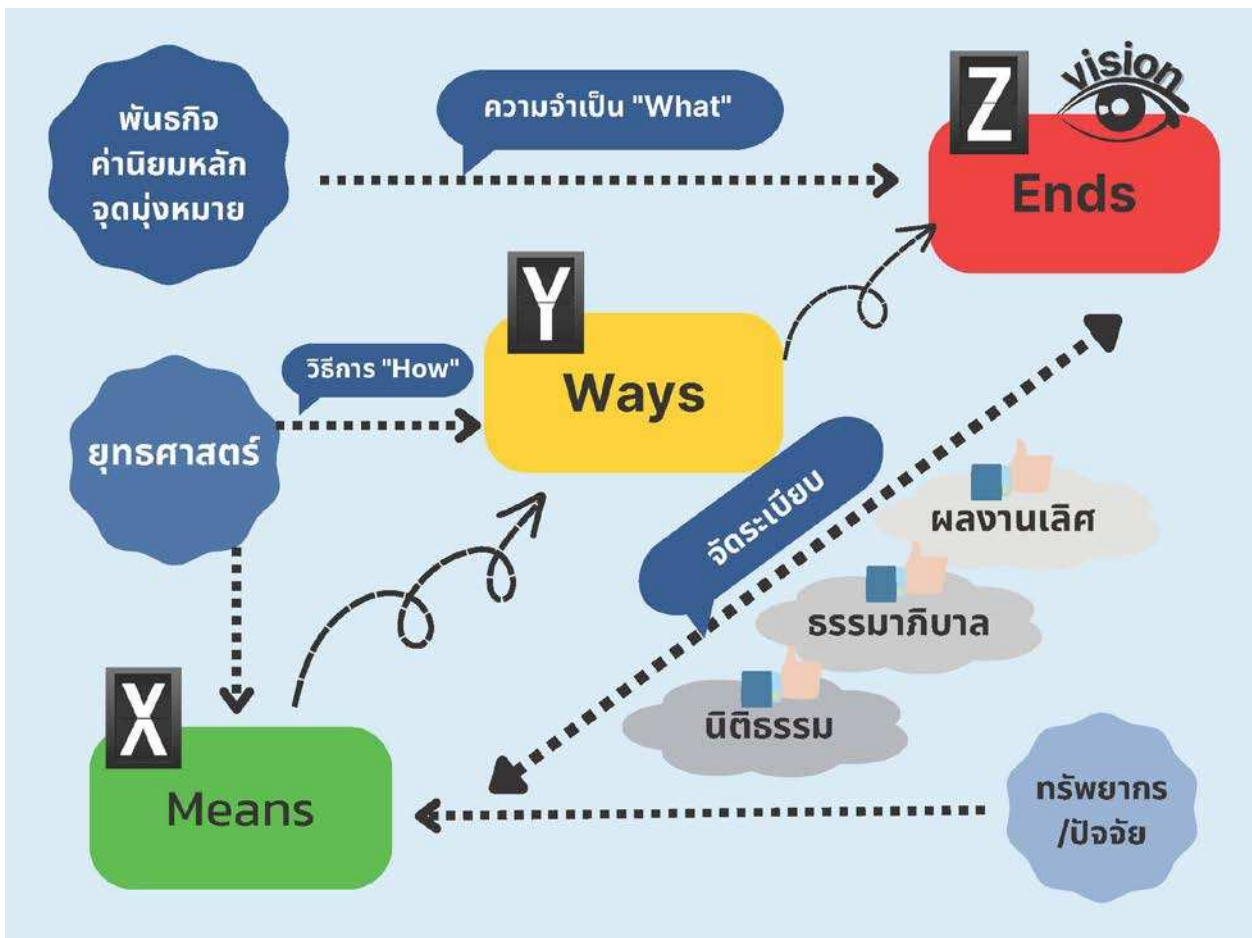 พันธกิจ
ค่านิยมหลัก
จุดมุ่งหมาย
ความจำเป็น "What"
Z
vision
Ends
Y
Ways
วิธีการ "How"
ยุทธศาสตร์
จัดระเบียบ
ผลงานเลิศ
ธรรมาภิบาล
นิติธรรม
X
Means
ทรัพยากร
/ปัจจัย